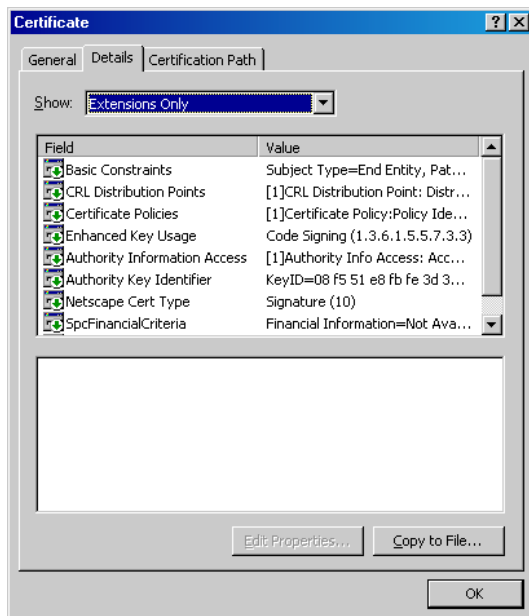 Certificate
General Details Certification Path
Show: Extensions Only
Field Value
Basic Constraints Subject Type=End Entity, Pat...
CRL Distribution Points [1]CRL Distribution Point: Distr...
Certificate Policies [1]Certificate Policy:Policy Ide...
Enhanced Key Usage Code Signing (1.3.6.1.5.5.7.3.3)
Authority Information Access [1]Authority Info Access: Acc...
Authority Key Identifier KeyID=08 f5 51 e8 fb fe 3d 3...
Netscape Cert Type Signature (10)
SpcFinancialCriteria Financial Information=Not Ava...
Edit Properties... Copy to File...
OK